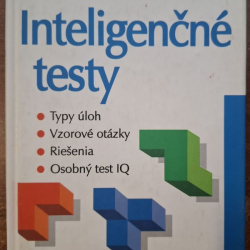 Inteligenčné
testy
Typy úloh
Vzorové otázky
Riešenia
Osobný test IQ